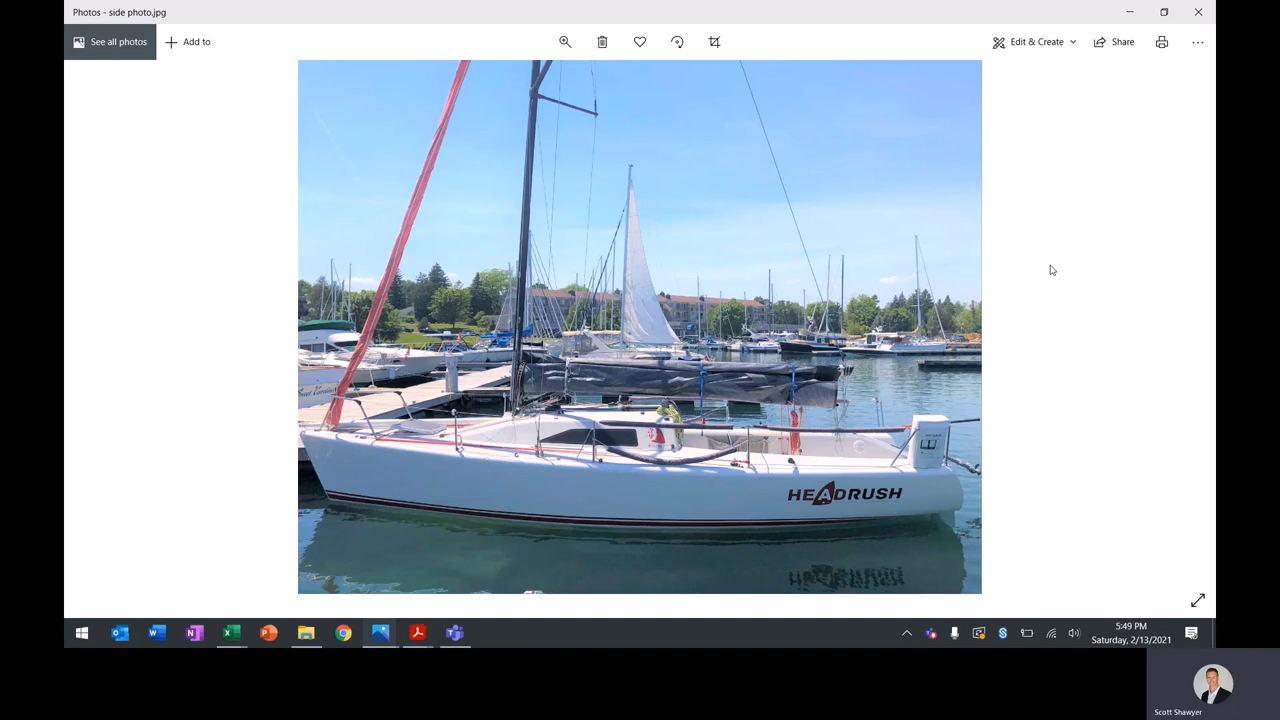 Photos - side photo.jpg
See all photos
Add to
Edit & Create
Share
HEADRUSH
5:49 PM
Saturday, 2/13/2021
Scott Shawyer